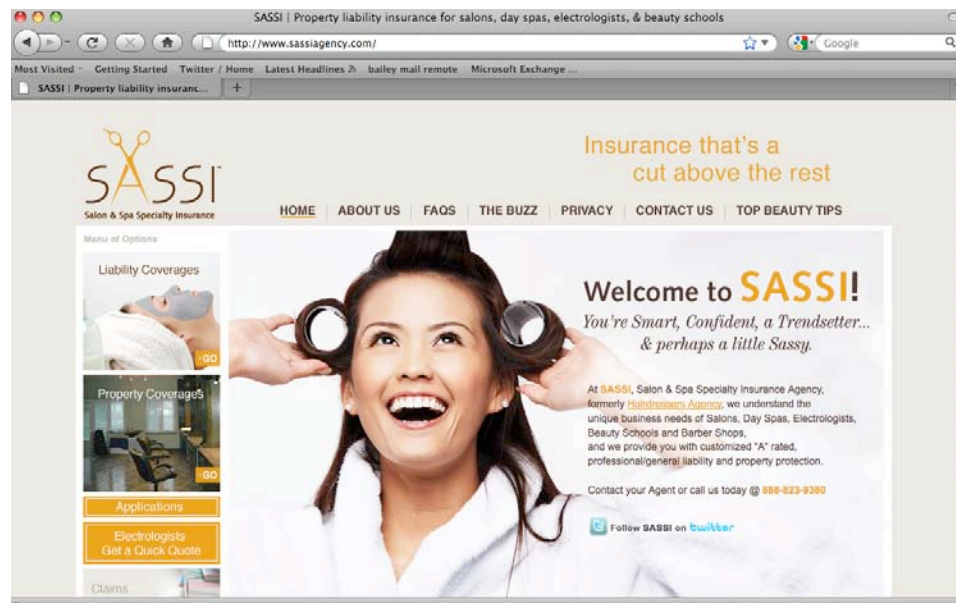 SASSI | Property liability insurance for salons, day spas, electrologists, & beauty schools
http://www.sassiagency.com/
Google
Most Visited Getting Started Twitter / Home Latest Headlines bailey mail remote Microsoft Exchange ...
SASSI | Property liability insuranc... +
SASSI
Salon & Spa Specialty Insurance
Insurance that's a
cut above the rest
HOME ABOUT US FAQS THE BUZZ PRIVACY CONTACT US TOP BEAUTY TIPS
Menu of Options
Liability Coverages
GO
Property Coverages
GO
Applications
Electrologists
Get a Quick Quote
Claims
Welcome to SASSI!
You're Smart, Confident, a Trendsetter...
& perhaps a little Sassy.
At SASSI, Salon & Spa Specialty Insurance Agency,
formerly Hairdressers Agency, we understand the
unique business needs of Salons, Day Spas, Electrologists,
Beauty Schools and Barber Shops,
and we provide you with customized "A" rated,
professional/general liability and property protection.
Contact your Agent or call us today @ 888-823-9380
Follow SASSI on twitter